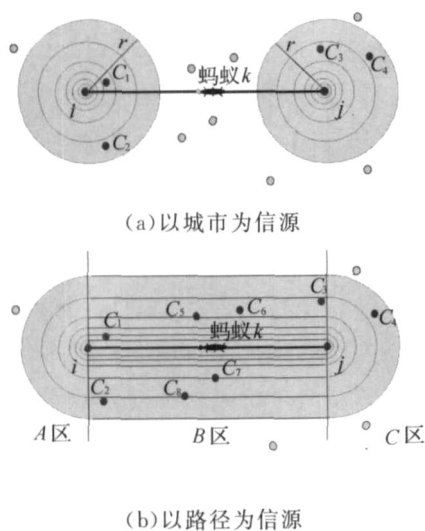 r
r
C₁
C₃
C₄
蚂蚁k
i
j
C₂
(a)以城市为信源
C₃
C₅
C₆
C₁
C₄
蚂蚁k
i
j
C₇
C₂
C₈
A区
B区
C区
(b)以路径为信源